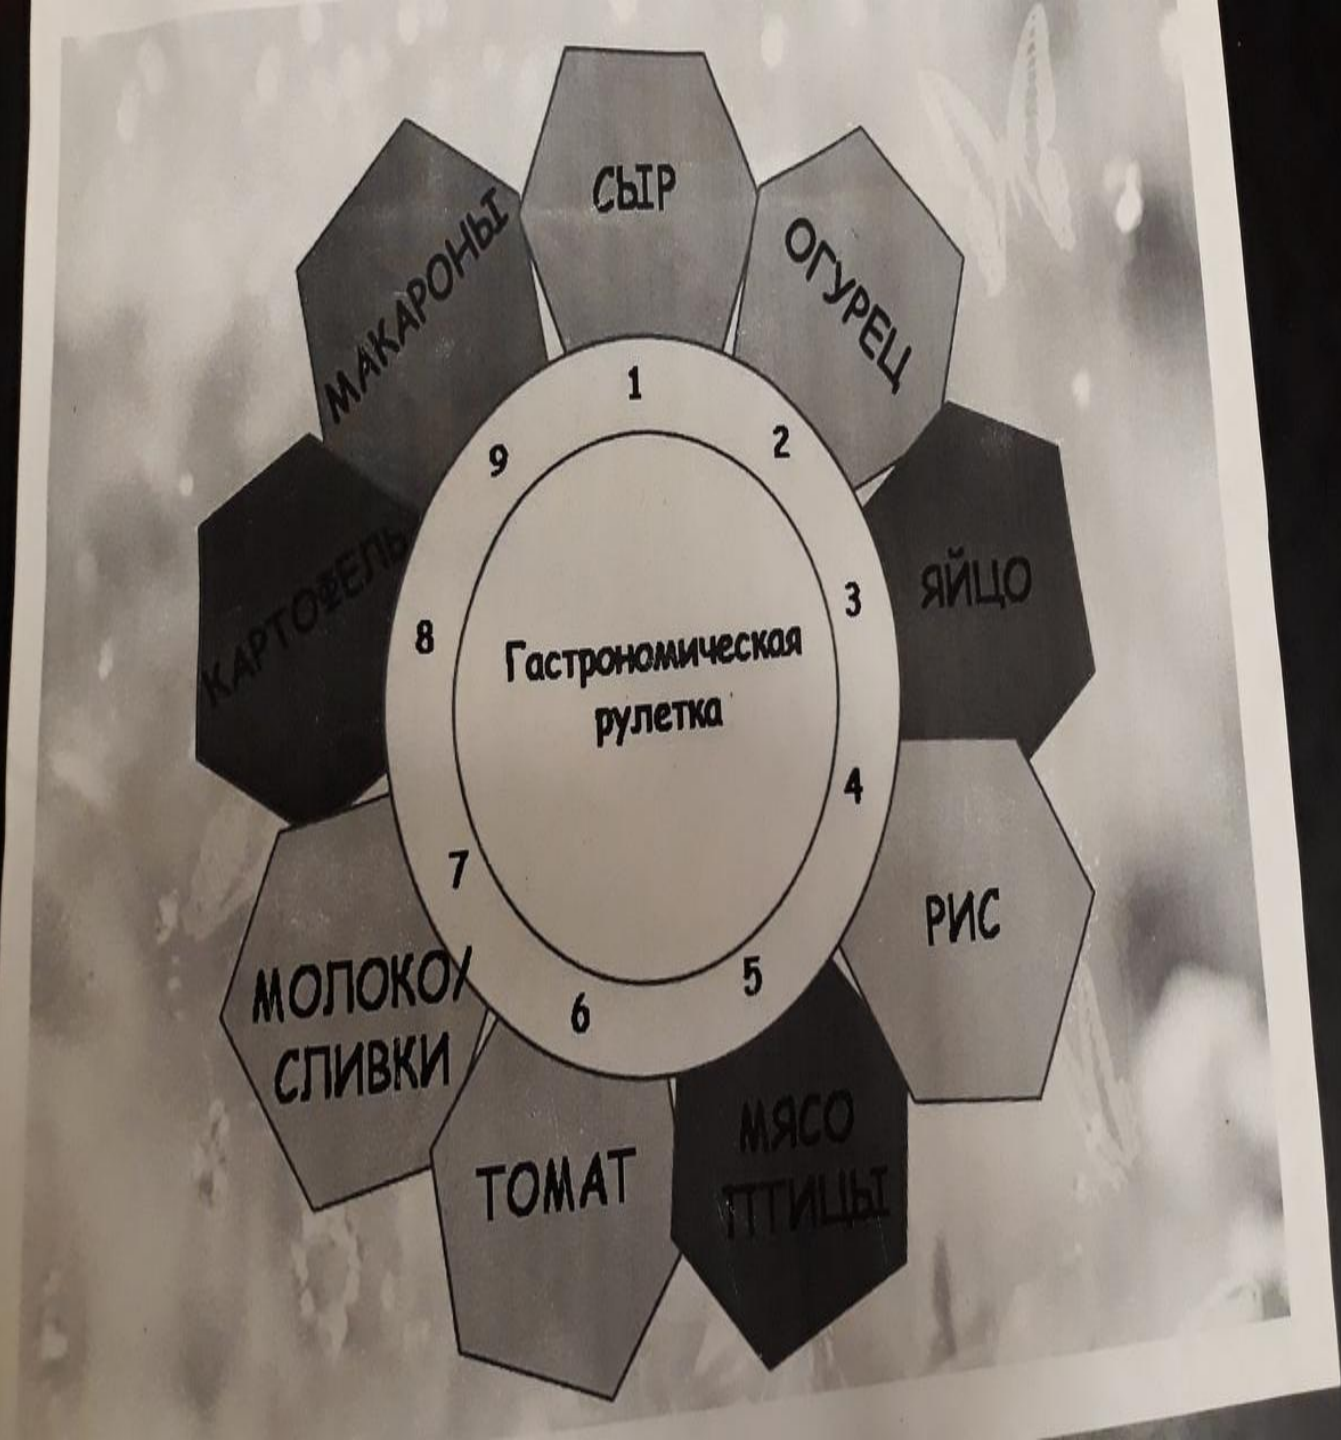 СЫР
ОГУРЕЦ
ЯЙЦО
РИС
МЯСО
ПТИЦЫ
ТОМАТ
МОЛОКО/
СЛИВКИ
КАРТОФЕЛЬ
МАКАРОНЫ
1
2
3
4
5
6
7
8
9
Гастрономическая
рулетка